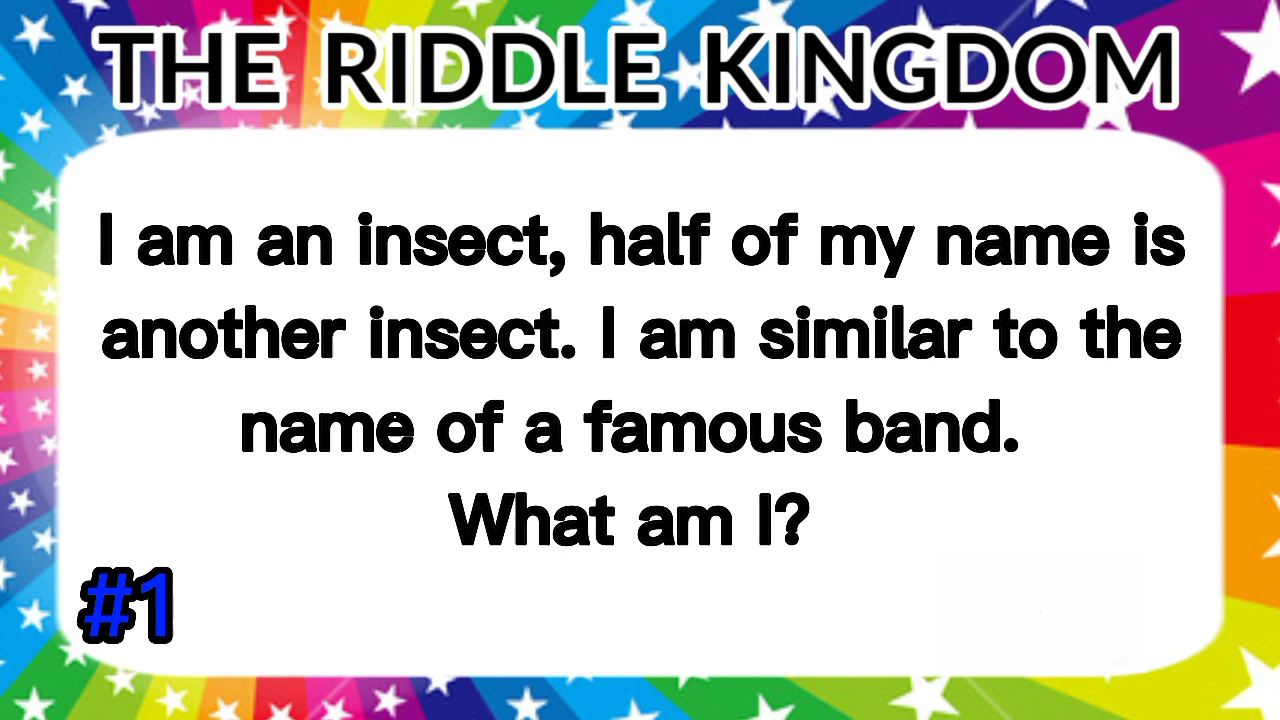 THE RIDDLE KINGDOM
I am an insect, half of my name is
another insect. I am similar to the
name of a famous band.
What am I?
#1